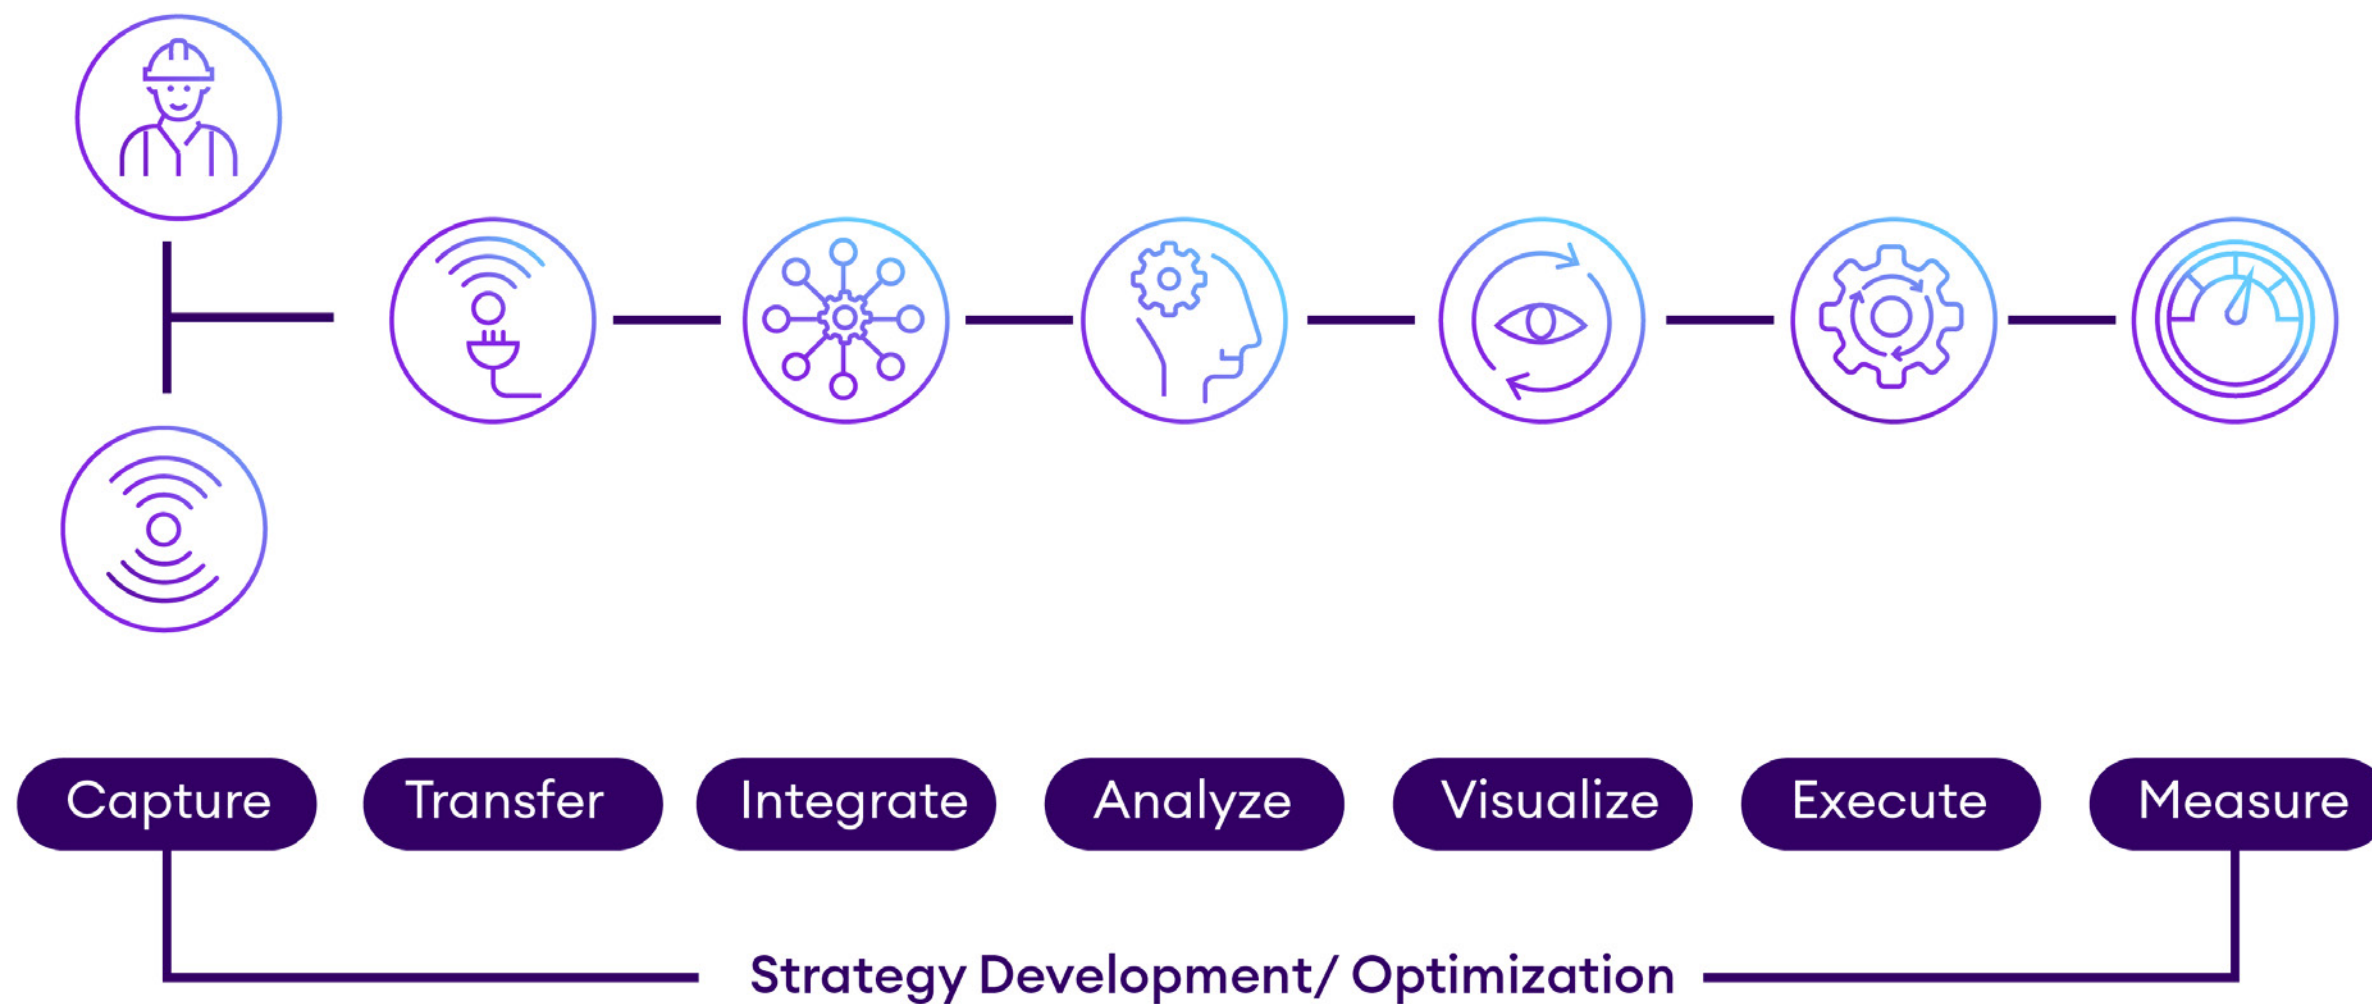 Capture
Transfer
Integrate
Analyze
Visualize
Execute
Measure
Strategy Development/ Optimization